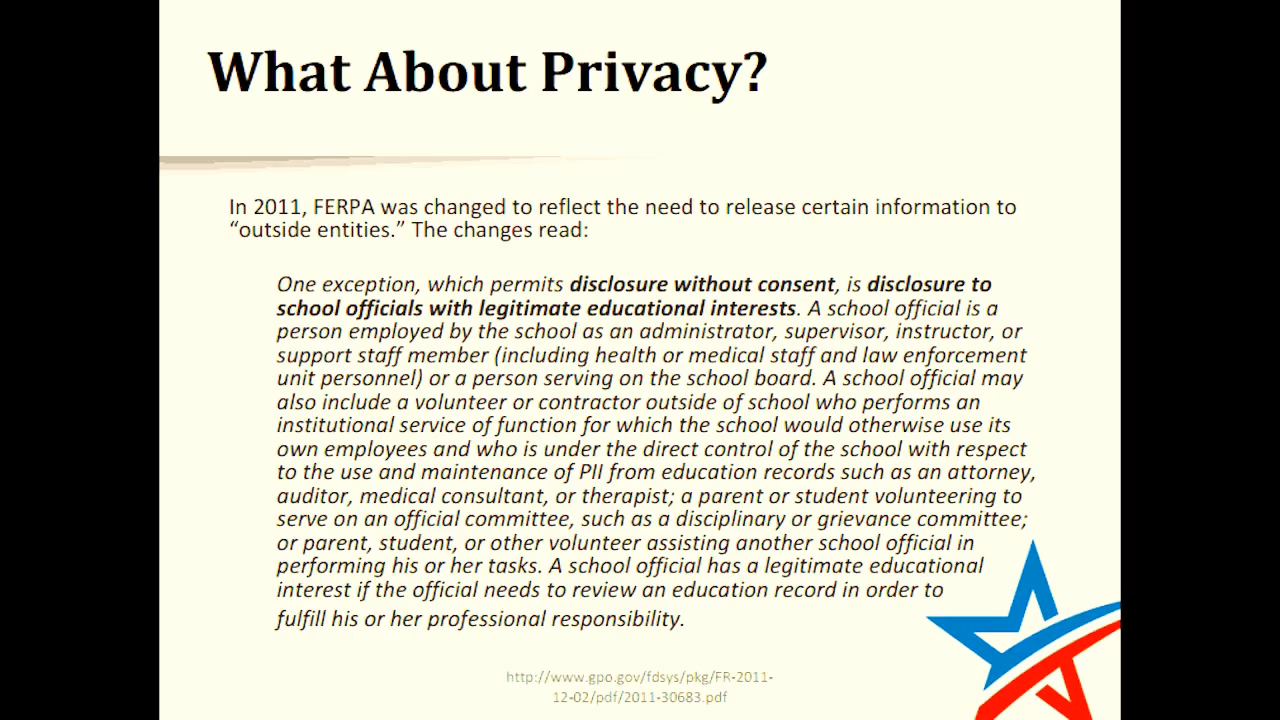 What About Privacy?
In 2011, FERPA was changed to reflect the need to release certain information to
“outside entities.” The changes read:
One exception, which permits disclosure without consent, is disclosure to
school officials with legitimate educational interests. A school official is a
person employed by the school as an administrator, supervisor, instructor, or
support staff member (including health or medical staff and law enforcement
unit personnel) or a person serving on the school board. A school official may
also include a volunteer or contractor outside of school who performs an
institutional service of function for which the school would otherwise use its
own employees and who is under the direct control of the school with respect
to the use and maintenance of PII from education records such as an attorney,
auditor, medical consultant, or therapist; a parent or student volunteering to
serve on an official committee, such as a disciplinary or grievance committee;
or parent, student, or other volunteer assisting another school official in
performing his or her tasks. A school official has a legitimate educational
interest if the official needs to review an education record in order to
fulfill his or her professional responsibility.
http://www.gpo.gov/fdsys/pkg/FR-2011-
12-02/pdf/2011-30683.pdf